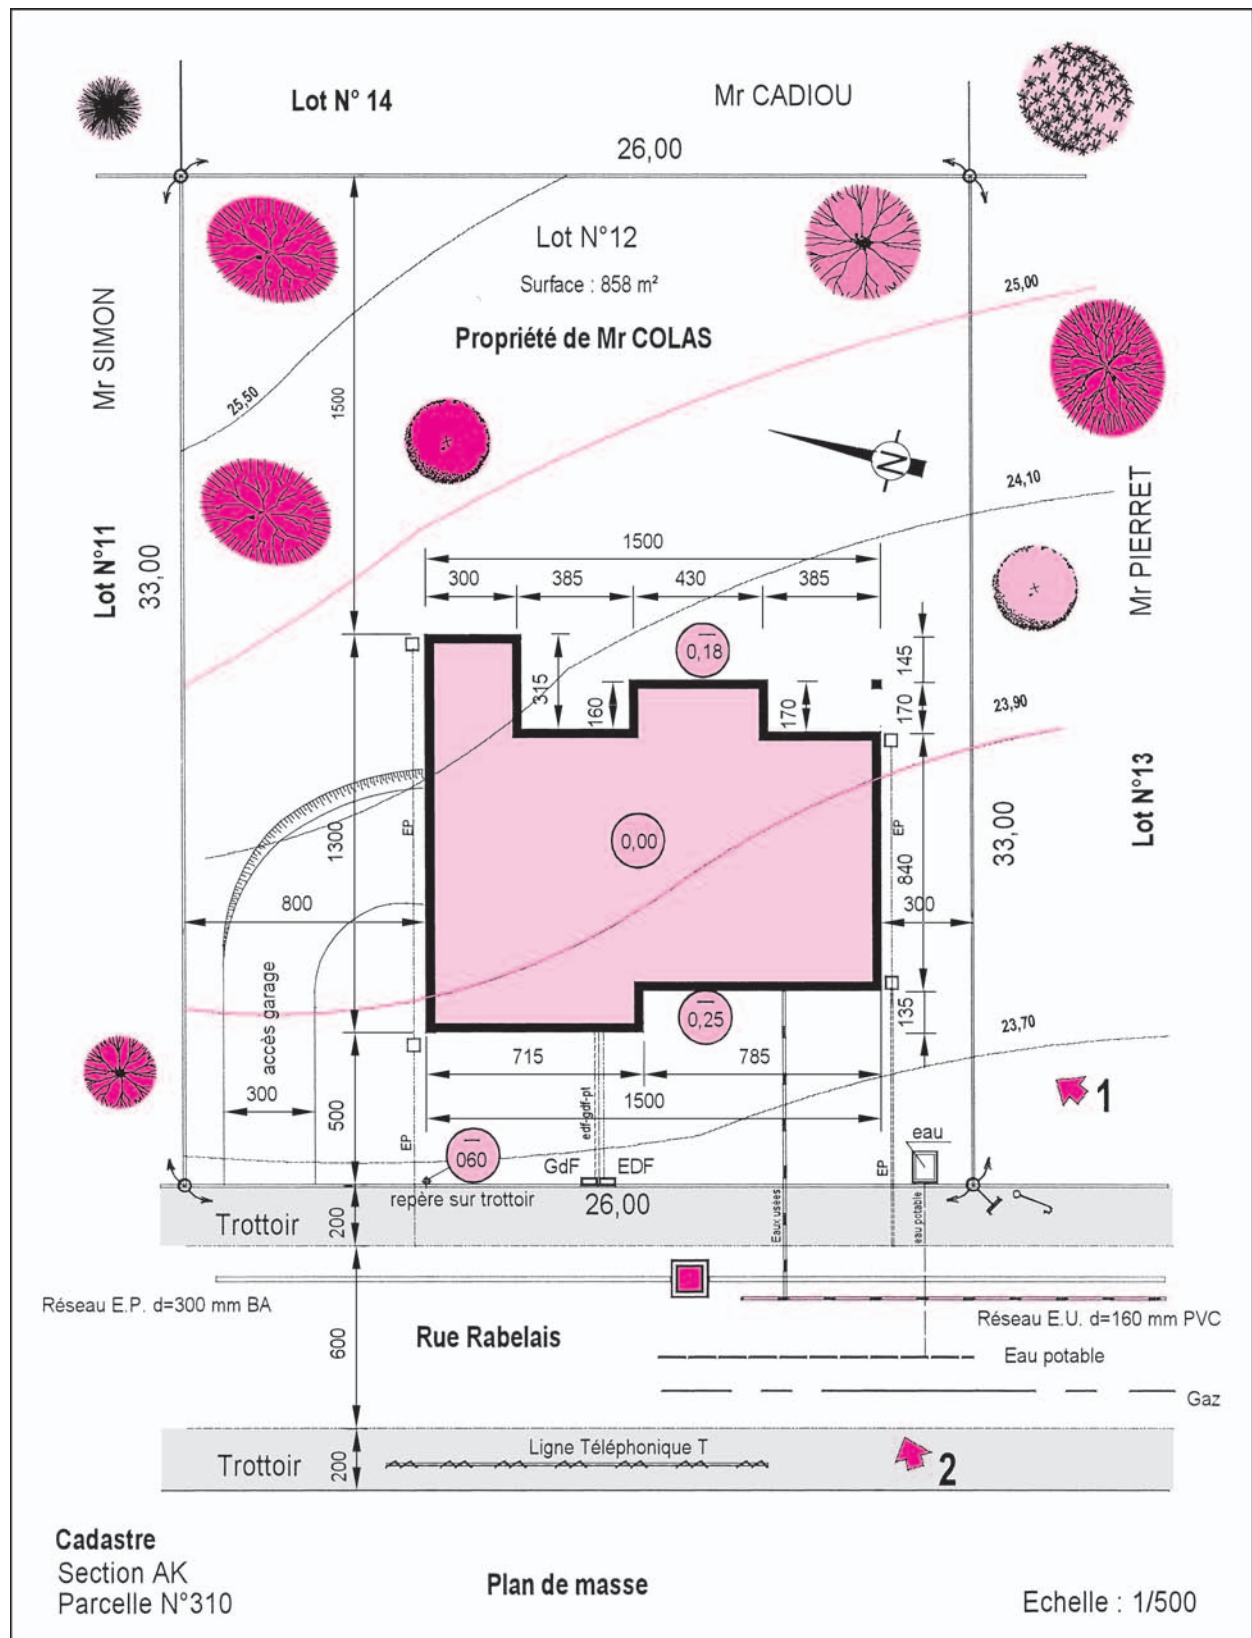 Lot N° 14
Mr CADIOU
26,00
Lot N°12
Surface : 858 m²
25,00
Propriété de Mr COLAS
Mr SIMON
25,50
1500
N
24,10
Mr PIERRET
Lot N°11
33,00
1500
300
385
430
385
0,18
145
315
160
170
170
23,90
Lot N°13
33,00
1300
EP
0,00
EP
840
800
300
accès garage
0,25
135
23,70
715
785
300
500
edf-gdf-pt
1500
1
EP
060
GdF
EDF
eau
EP
repère sur trottoir
26,00
Trottoir
200
Eaux usées
eau potable
Réseau E.P. d=300 mm BA
Réseau E.U. d=160 mm PVC
600
Rue Rabelais
Eau potable
Gaz
Trottoir
200
Ligne Téléphonique T
2
Cadastre
Section AK
Parcelle N°310
Plan de masse
Echelle : 1/500